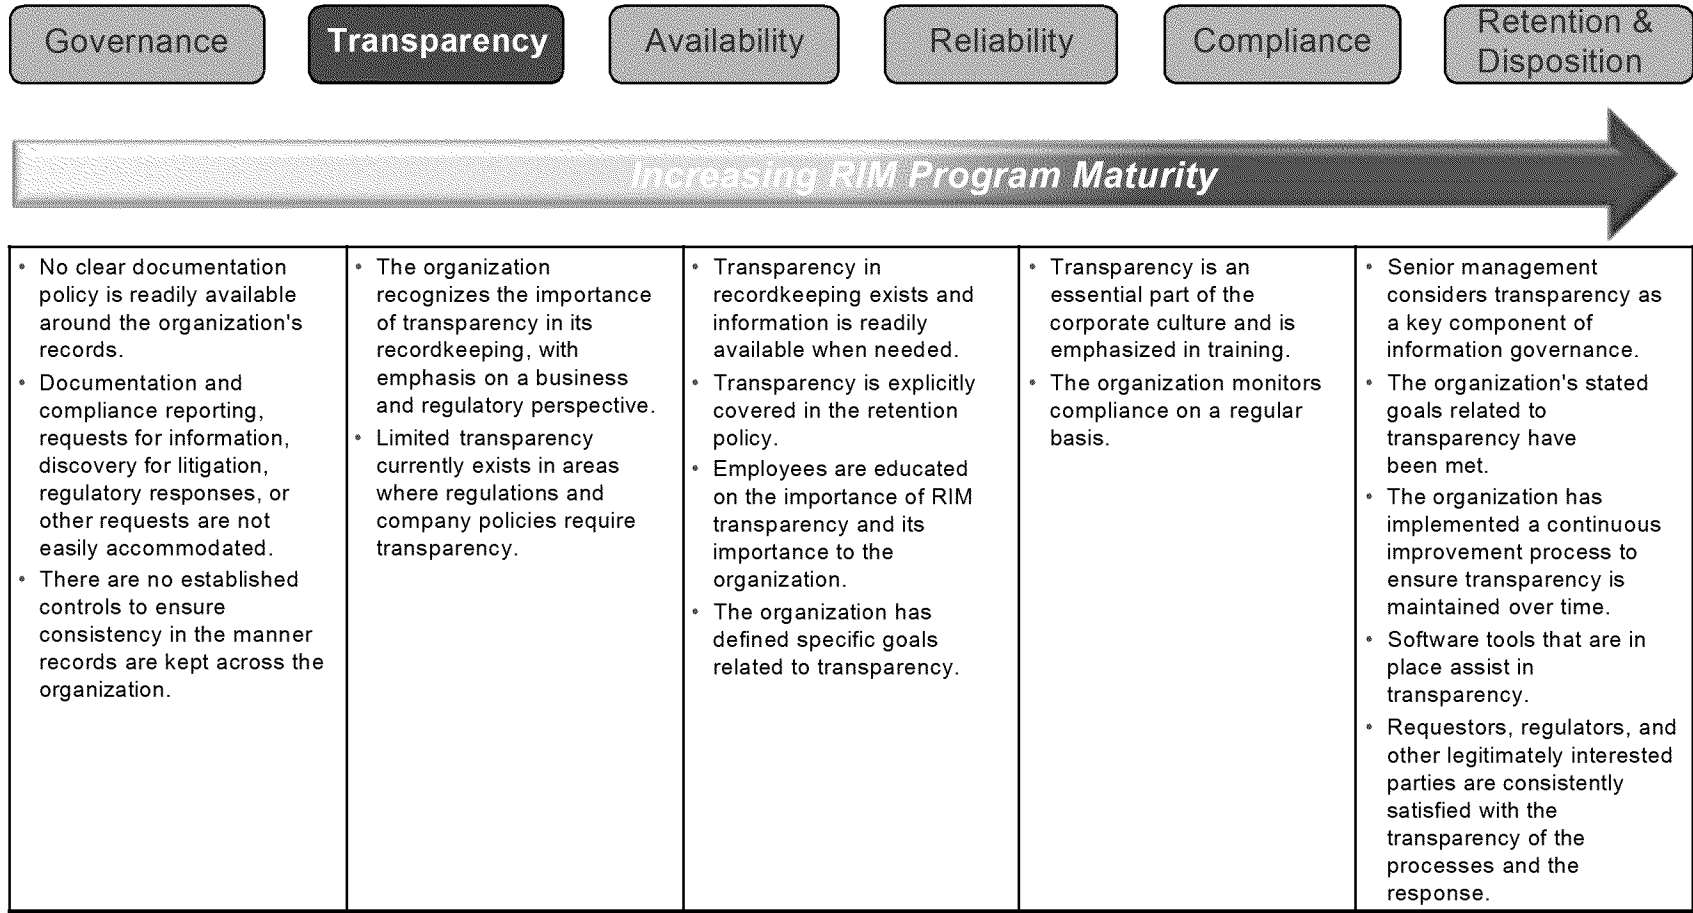 Governance
Transparency
Availability
Reliability
Compliance
Retention &
Disposition
Increasing RIM Program Maturity
• No clear documentation
policy is readily available
around the organization's
records.
• Documentation and
compliance reporting,
requests for information,
discovery for litigation,
regulatory responses, or
other requests are not
easily accommodated.
• There are no established
controls to ensure
consistency in the manner
records are kept across the
organization.
• The organization
recognizes the importance
of transparency in its
recordkeeping, with
emphasis on a business
and regulatory perspective.
• Limited transparency
currently exists in areas
where regulations and
company policies require
transparency.
• Transparency in
recordkeeping exists and
information is readily
available when needed.
• Transparency is explicitly
covered in the retention
policy.
• Employees are educated
on the importance of RIM
transparency and its
importance to the
organization.
• The organization has
defined specific goals
related to transparency.
• Transparency is an
essential part of the
corporate culture and is
emphasized in training.
• The organization monitors
compliance on a regular
basis.
• Senior management
considers transparency as
a key component of
information governance.
• The organization's stated
goals related to
transparency have
been met.
• The organization has
implemented a continuous
improvement process to
ensure transparency is
maintained over time.
• Software tools that are in
place assist in
transparency.
• Requestors, regulators, and
other legitimately interested
parties are consistently
satisfied with the
transparency of the
processes and the
response.